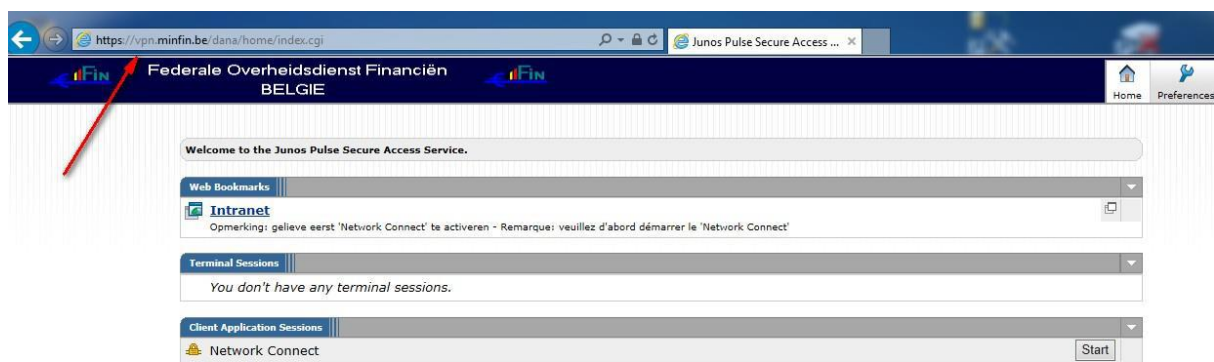 https://vpn.minfin.be/dana/home/index.cgi
Junos Pulse Secure Access ...
FIN
Federale Overheidsdienst Financiën
BELGIE
FIN
Home
Preferences
Welcome to the Junos Pulse Secure Access Service.
Web Bookmarks
Intranet
Opmerking: gelieve eerst 'Network Connect' te activeren - Remarque: veuillez d'abord démarrer le 'Network Connect'
Terminal Sessions
You don't have any terminal sessions.
Client Application Sessions
Network Connect
Start